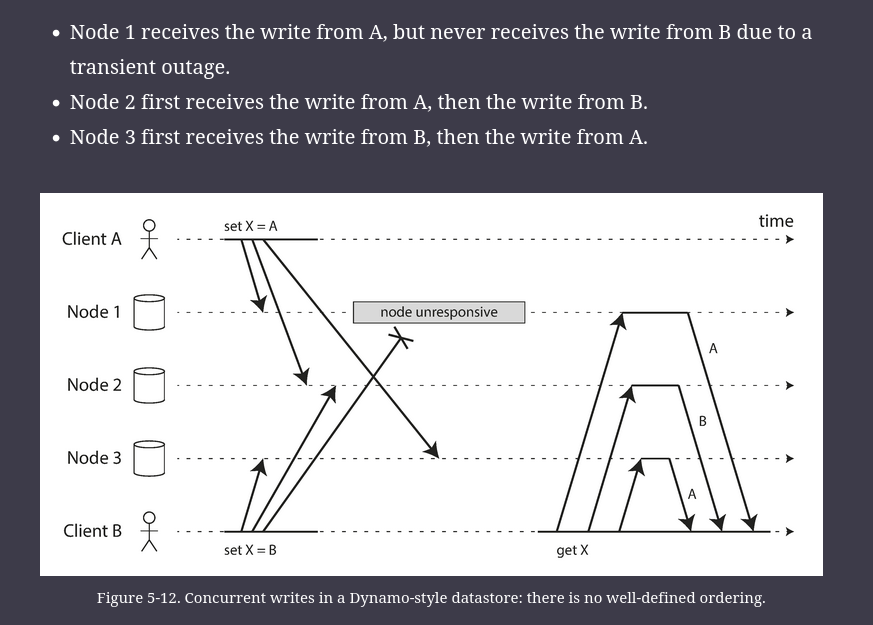 • Node 1 receives the write from A, but never receives the write from B due to a
transient outage.
• Node 2 first receives the write from A, then the write from B.
• Node 3 first receives the write from B, then the write from A.
time
set X = A
Client A
Node 1
node unresponsive
A
Node 2
B
Node 3
A
Client B
set X = B
get X
Figure 5-12. Concurrent writes in a Dynamo-style datastore: there is no well-defined ordering.